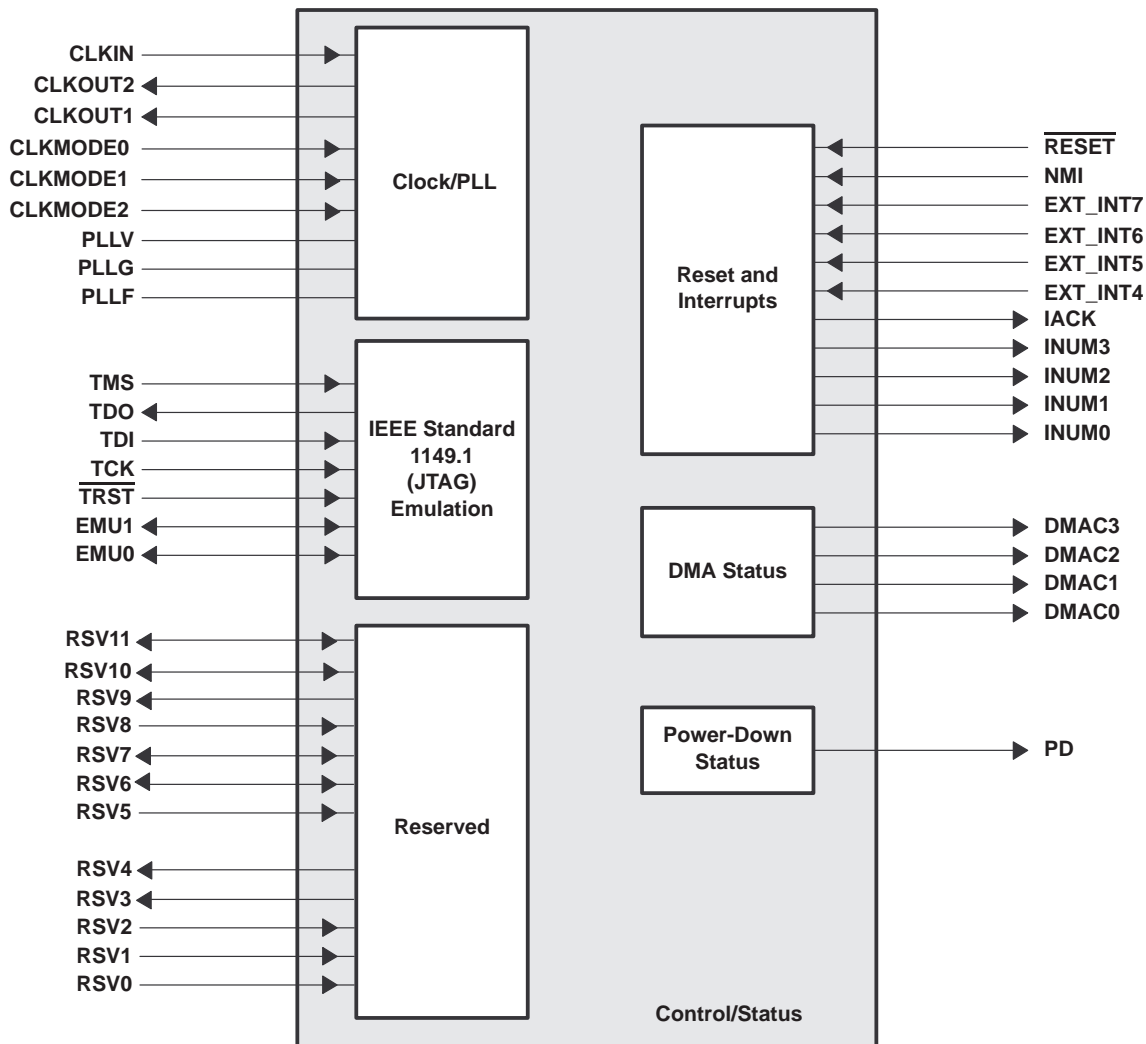 CLKIN
CLKOUT2
CLKOUT1
CLKMODE0
CLKMODE1
CLKMODE2
PLLV
PLLG
PLLF
Clock/PLL
TMS
TDO
TDI
TCK
TRST
EMU1
EMU0
IEEE Standard
1149.1
(JTAG)
Emulation
RSV11
RSV10
RSV9
RSV8
RSV7
RSV6
RSV5
RSV4
RSV3
RSV2
RSV1
RSV0
Reserved
Reset and
Interrupts
RESET
NMI
EXT_INT7
EXT_INT6
EXT_INT5
EXT_INT4
IACK
INUM3
INUM2
INUM1
INUM0
DMA Status
DMAC3
DMAC2
DMAC1
DMAC0
Power-Down
Status
PD
Control/Status